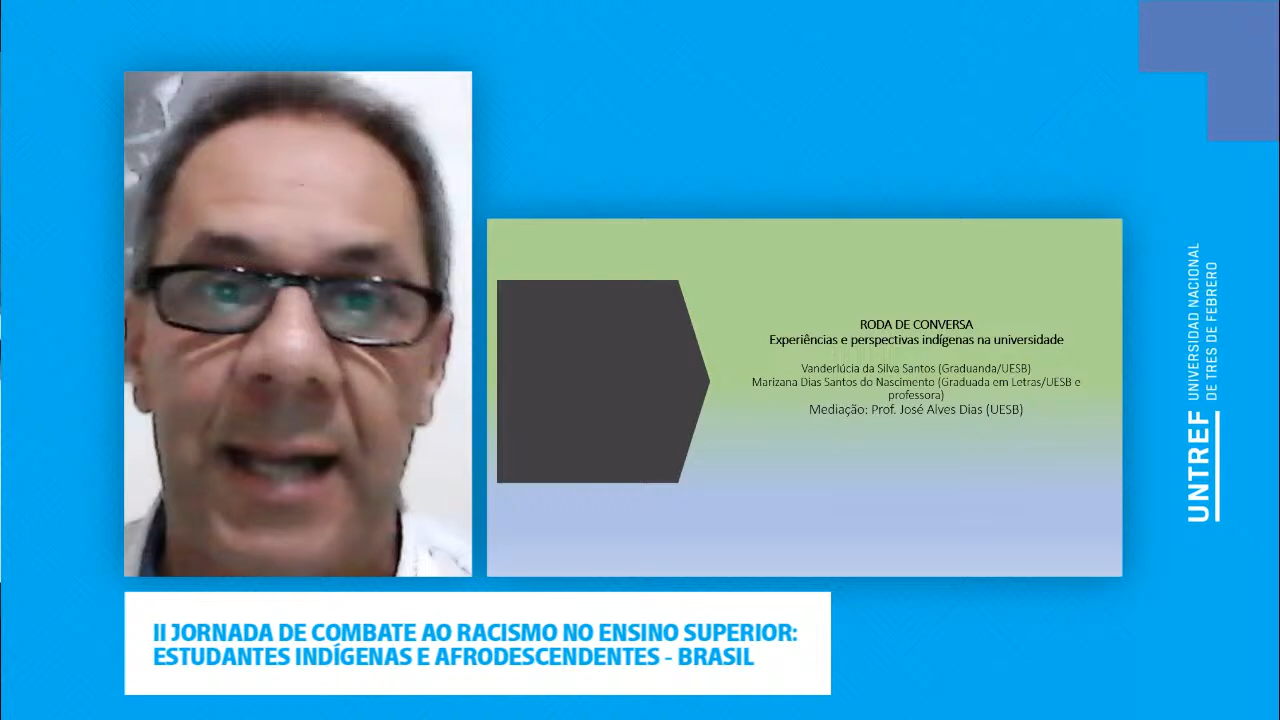 RODA DE CONVERSA
Experiências e perspectivas indígenas na universidade
Vanderlúcia da Silva Santos (Graduanda/UESB)
Marizana Dias Santos do Nascimento (Graduada em Letras/UESB e
professora)
Mediação: Prof. José Alves Dias (UESB)
UNTREF
UNIVERSIDAD NACIONAL
DE TRES DE FEBRERO
II JORNADA DE COMBATE AO RACISMO NO ENSINO SUPERIOR:
ESTUDANTES INDÍGENAS E AFRODESCENDENTES - BRASIL